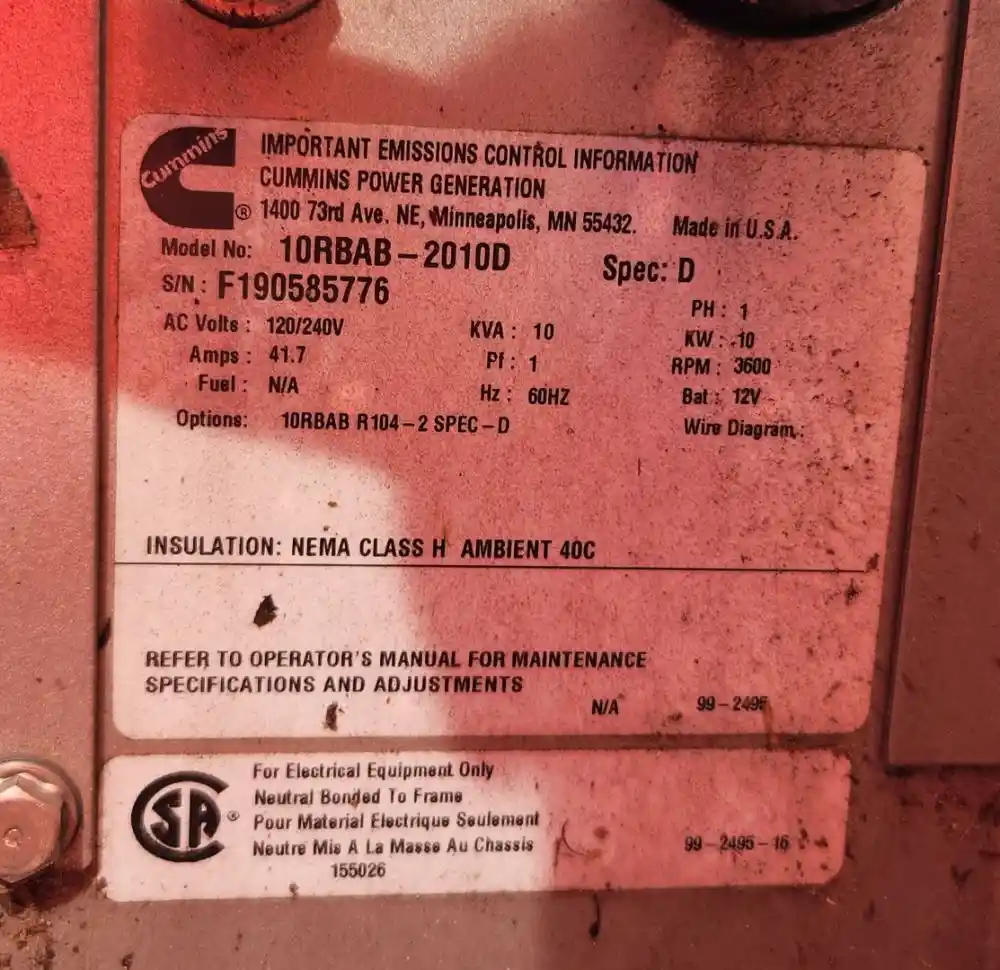 Cummins
IMPORTANT EMISSIONS CONTROL INFORMATION
CUMMINS POWER GENERATION
® 1400 73rd Ave. NE, Minneapolis, MN 55432. Made in U.S.A.
Model No: 10RBAB-2010D Spec: D
S/N: F190585776 PH: 1
AC Volts: 120/240V KVA: 10 KW: 10
Amps: 41.7 Pf: 1 RPM: 3600
Fuel: N/A Hz: 60HZ Bat: 12V
Options: 10RBAB R104-2 SPEC-D Wire Diagram:
INSULATION: NEMA CLASS H AMBIENT 40C
REFER TO OPERATOR'S MANUAL FOR MAINTENANCE
SPECIFICATIONS AND ADJUSTMENTS
N/A 99-2495
SA ®
For Electrical Equipment Only
Neutral Bonded To Frame
Pour Material Electrique Seulement
Neutre Mis A La Masse Au Chassis
155026
99-2495-16